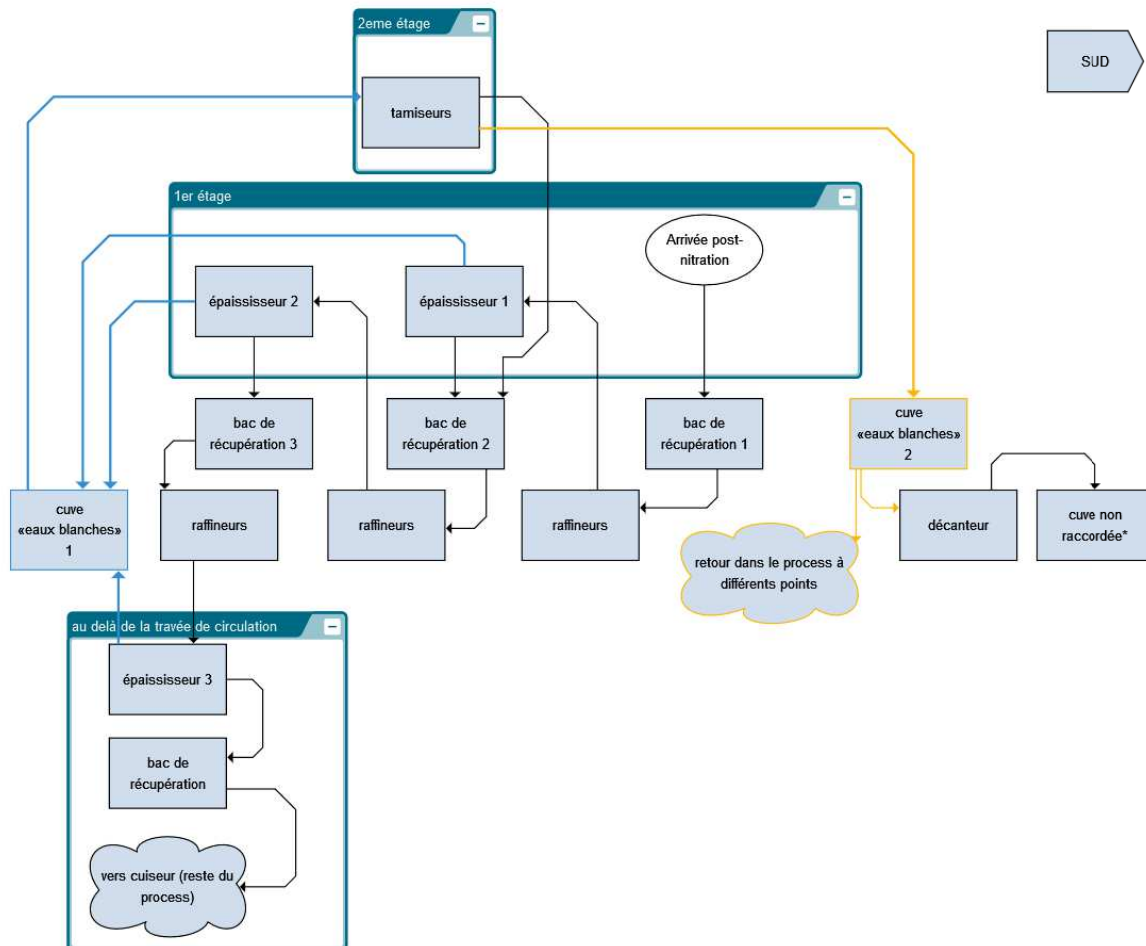 2eme étage
SUD
tamiseurs
1er étage
Arrivée post-
nitration
épaississeur 2
épaississeur 1
bac de
récupération 3
bac de
récupération 2
bac de
récupération 1
cuve
«eaux blanches»
2
cuve
«eaux blanches»
1
raffineurs
raffineurs
raffineurs
décanteur
cuve non
raccordée*
retour dans le process à
différents points
au delà de la travée de circulation
épaississeur 3
bac de
récupération
vers cuiseur (reste du
process)